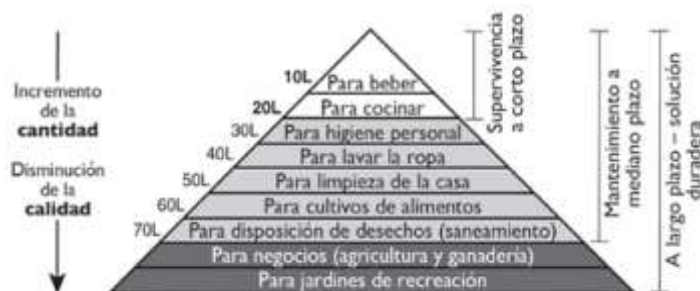 Incremento
de la
cantidad
Disminución
de la
calidad
10L
Para beber
20L
Para cocinar
30L
Para higiene personal
40L
Para lavar la ropa
50L
Para limpieza de la casa
60L
Para cultivos de alimentos
70L
Para disposición de desechos (saneamiento)
Para negocios (agricultura y ganadería)
Para jardines de recreación
Supervivencia
a corto plazo
Mantenimiento a
mediano plazo
A largo plazo – solución
duradera